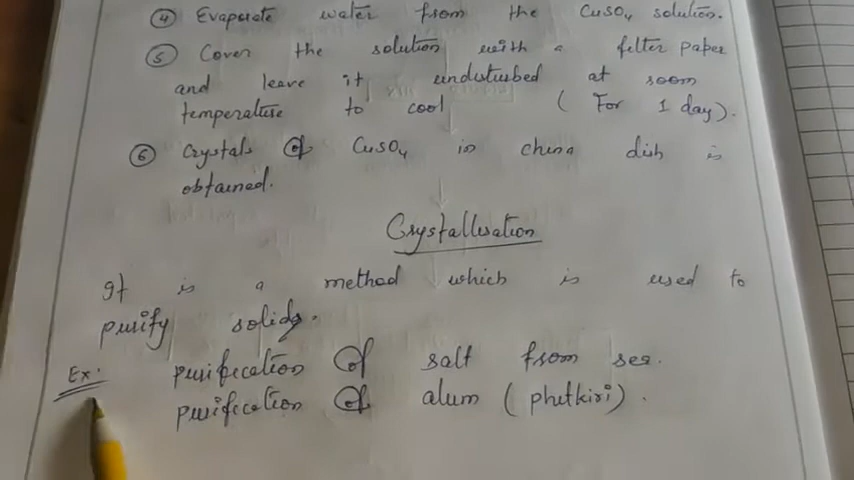 ④ Evaporate water from the CuSO4 solution.
⑤ Cover the solution with a filter paper
and leave it undisturbed at room
temperature to cool (For 1 day).
⑥ Crystals of CuSO4 in china dish is
obtained.
Crystallisation
It is a method which is used to
purify solids.
Ex: purification of salt from sea.
purification of alum (phitkiri).